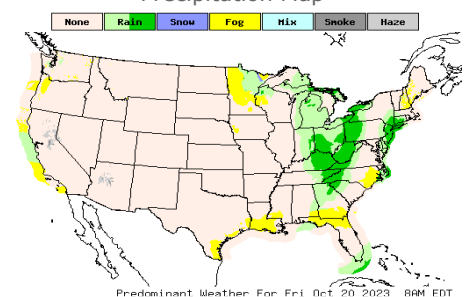 Precipitation Map
None Rain Snow Fog Mix Smoke Haze
Predominant Weather For Fri Oct 20 2023 8AM EDT